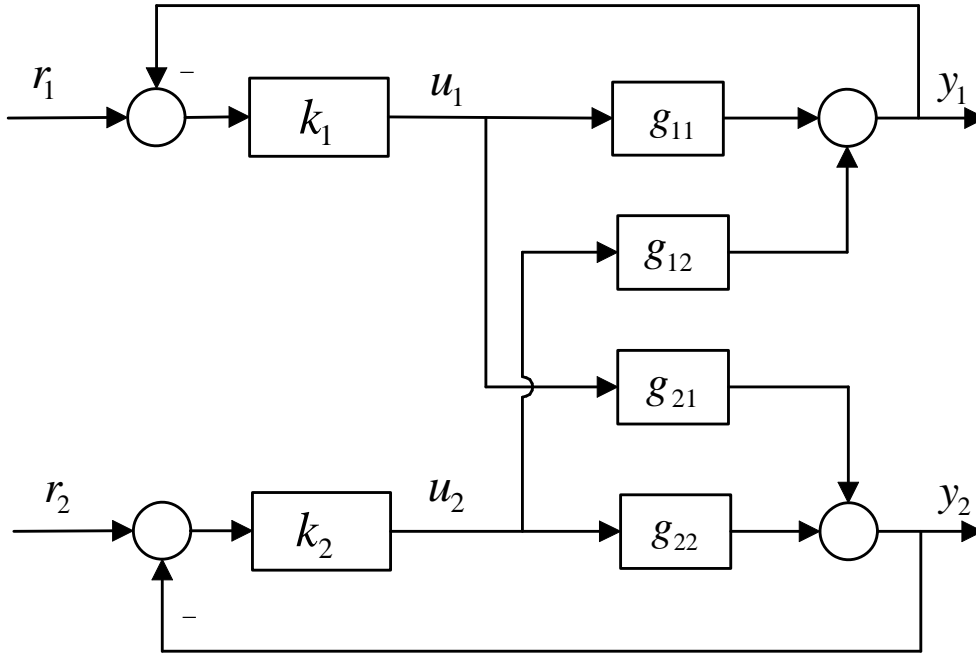 −
r₁
k₁
u₁
g₁₁
y₁
g₁₂
g₂₁
r₂
k₂
u₂
g₂₂
y₂
−